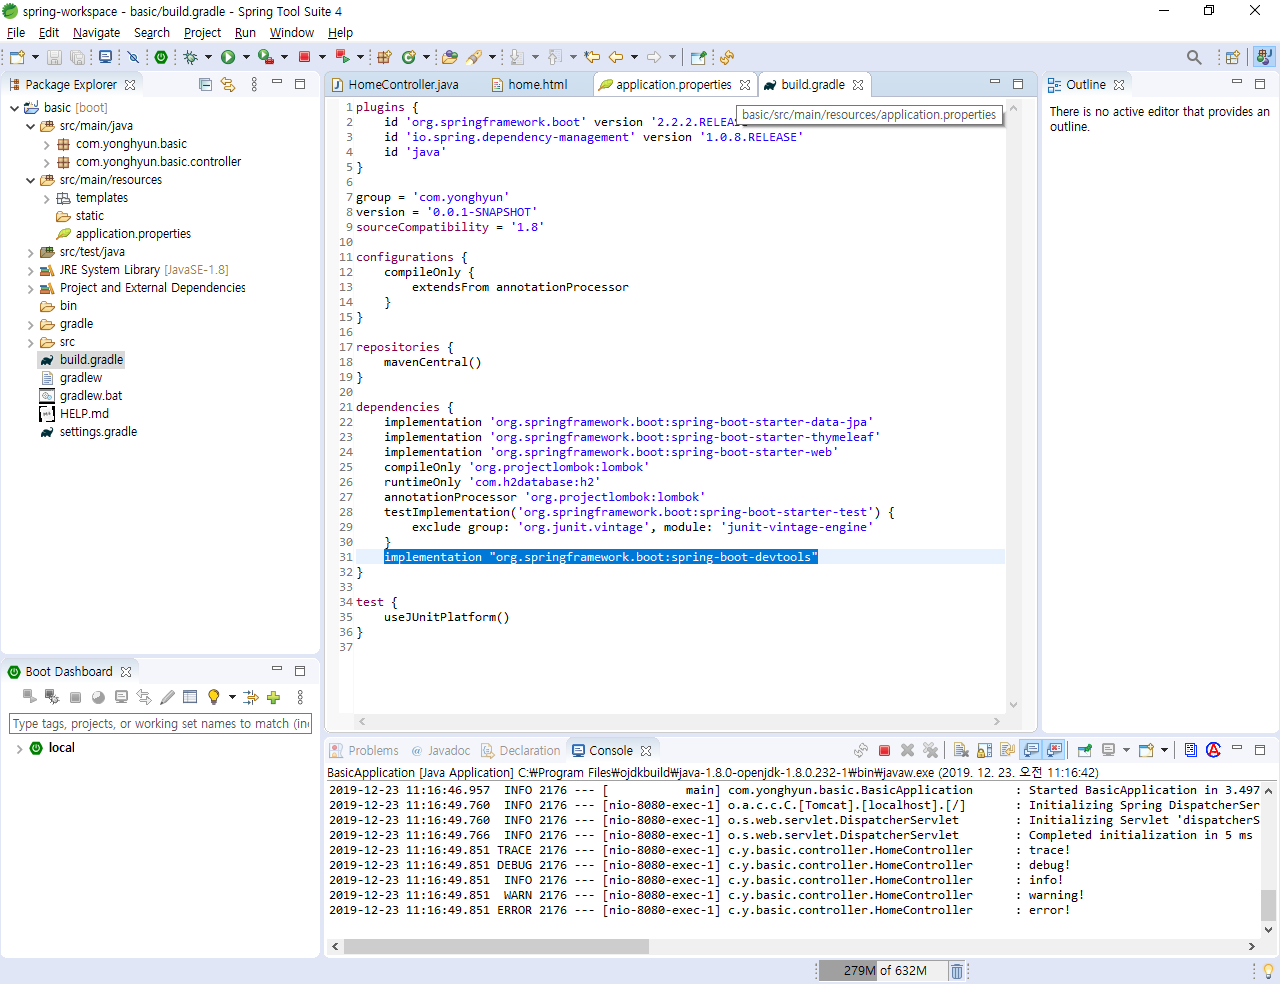 spring-workspace - basic/build.gradle - Spring Tool Suite 4
File Edit Navigate Search Project Run Window Help
Package Explorer
basic [boot]
src/main/java
com.yonghyun.basic
com.yonghyun.basic.controller
src/main/resources
templates
static
application.properties
src/test/java
JRE System Library [JavaSE-1.8]
Project and External Dependencies
bin
gradle
src
build.gradle
gradlew
gradlew.bat
HELP.md
settings.gradle
Boot Dashboard
Type tags, projects, or working set names to match (in
local
HomeController.java home.html application.properties build.gradle
basic/src/main/resources/application.properties
1 plugins {
2 id 'org.springframework.boot' version '2.2.2.RELEAS
3 id 'io.spring.dependency-management' version '1.0.8.RELEASE'
4 id 'java'
5 }
6
7 group = 'com.yonghyun'
8 version = '0.0.1-SNAPSHOT'
9 sourceCompatibility = '1.8'
10
11 configurations {
12 compileOnly {
13 extendsFrom annotationProcessor
14 }
15 }
16
17 repositories {
18 mavenCentral()
19 }
20
21 dependencies {
22 implementation 'org.springframework.boot:spring-boot-starter-data-jpa'
23 implementation 'org.springframework.boot:spring-boot-starter-thymeleaf'
24 implementation 'org.springframework.boot:spring-boot-starter-web'
25 compileOnly 'org.projectlombok:lombok'
26 runtimeOnly 'com.h2database:h2'
27 annotationProcessor 'org.projectlombok:lombok'
28 testImplementation('org.springframework.boot:spring-boot-starter-test') {
29 exclude group: 'org.junit.vintage', module: 'junit-vintage-engine'
30 }
31 implementation "org.springframework.boot:spring-boot-devtools"
32 }
33
34 test {
35 useJUnitPlatform()
36 }
37
Outline
There is no active editor that provides an
outline.
Problems @ Javadoc Declaration Console
BasicApplication [Java Application] C:￦Program Files￦ojdkbuild￦java-1.8.0-openjdk-1.8.0.232-1￦bin￦javaw.exe (2019. 12. 23. 오전 11:16:42)
2019-12-23 11:16:46.957 INFO 2176 --- [ main] com.yonghyun.basic.BasicApplication : Started BasicApplication in 3.497
2019-12-23 11:16:49.760 INFO 2176 --- [nio-8080-exec-1] o.a.c.c.C.[Tomcat].[localhost].[/] : Initializing Spring DispatcherSer
2019-12-23 11:16:49.760 INFO 2176 --- [nio-8080-exec-1] o.s.web.servlet.DispatcherServlet : Initializing Servlet 'dispatcherS
2019-12-23 11:16:49.766 INFO 2176 --- [nio-8080-exec-1] o.s.web.servlet.DispatcherServlet : Completed initialization in 5 ms
2019-12-23 11:16:49.851 TRACE 2176 --- [nio-8080-exec-1] c.y.basic.controller.HomeController : trace!
2019-12-23 11:16:49.851 DEBUG 2176 --- [nio-8080-exec-1] c.y.basic.controller.HomeController : debug!
2019-12-23 11:16:49.851 INFO 2176 --- [nio-8080-exec-1] c.y.basic.controller.HomeController : info!
2019-12-23 11:16:49.851 WARN 2176 --- [nio-8080-exec-1] c.y.basic.controller.HomeController : warning!
2019-12-23 11:16:49.851 ERROR 2176 --- [nio-8080-exec-1] c.y.basic.controller.HomeController : error!
279M of 632M